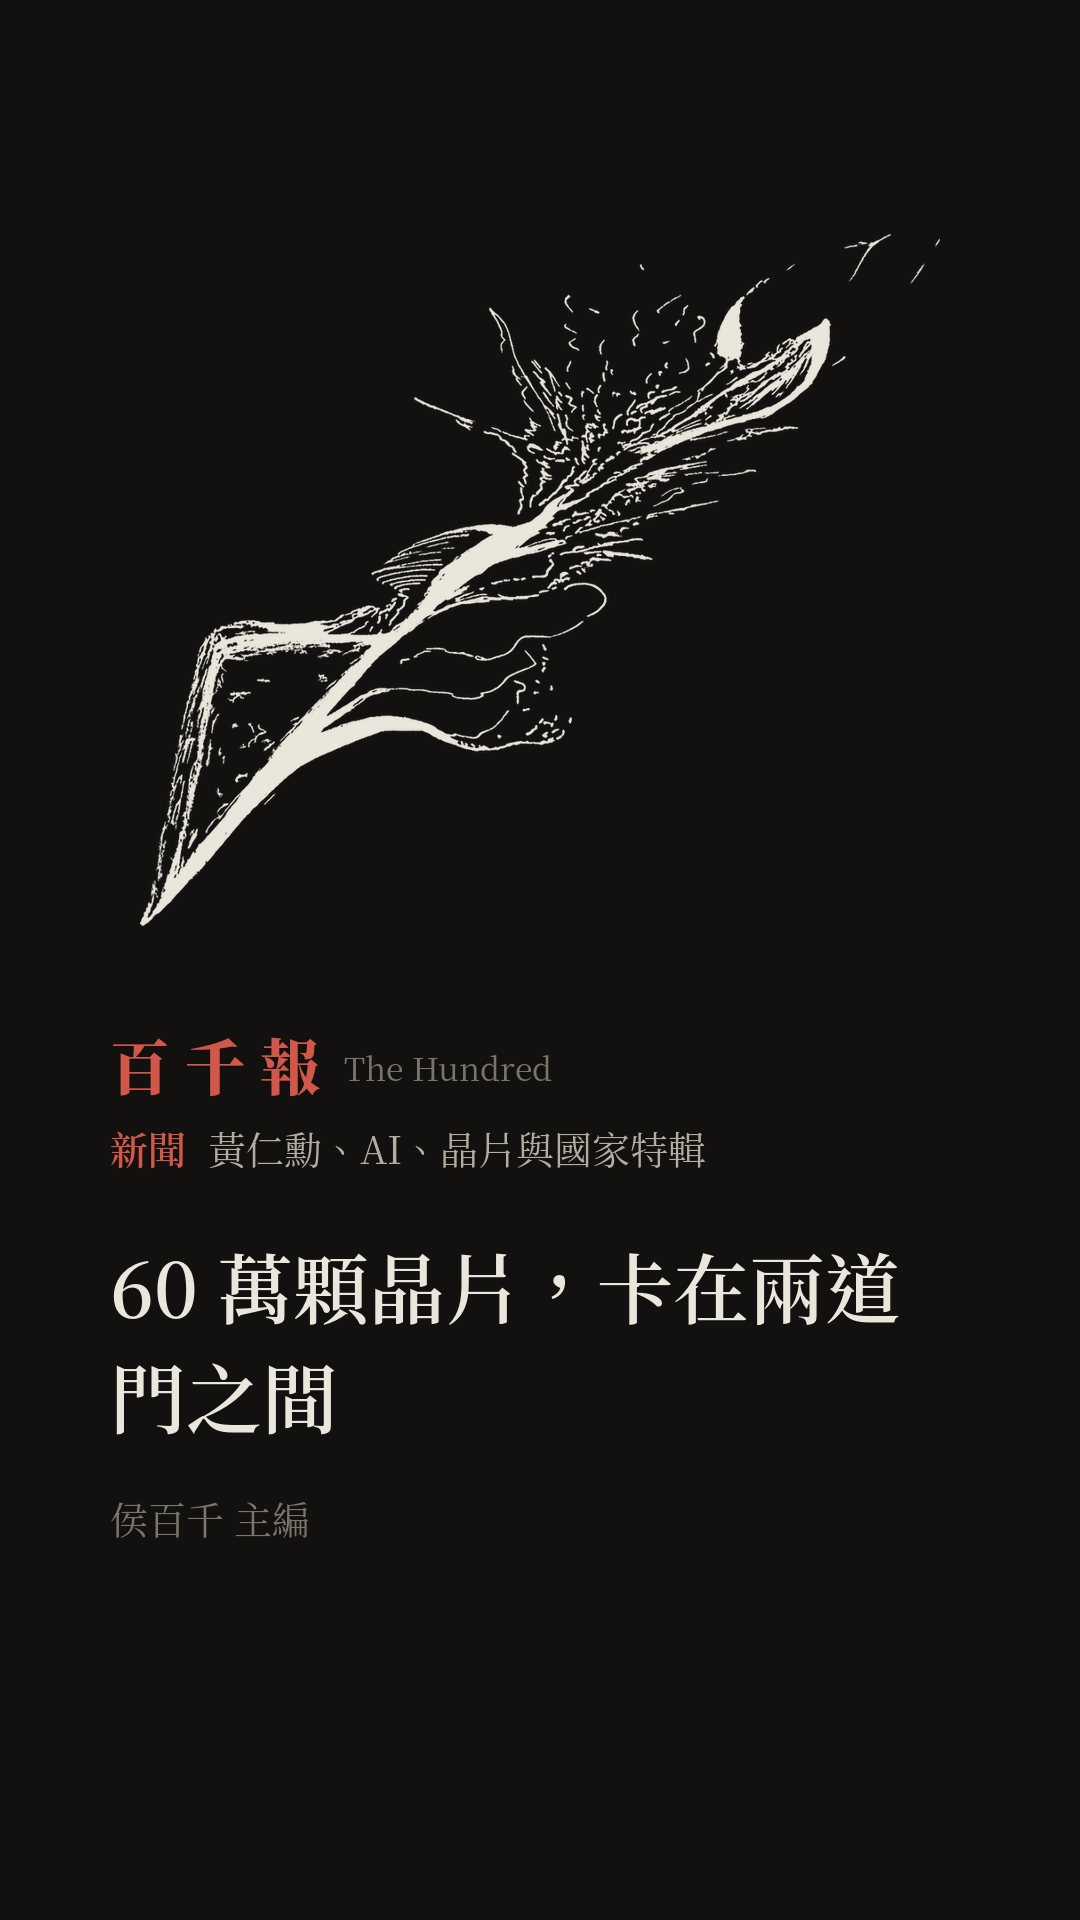 百千報 The Hundred
新聞 黃仁勳、AI、晶片與國家特輯
60 萬顆晶片，卡在兩道
門之間
侯百千 主編